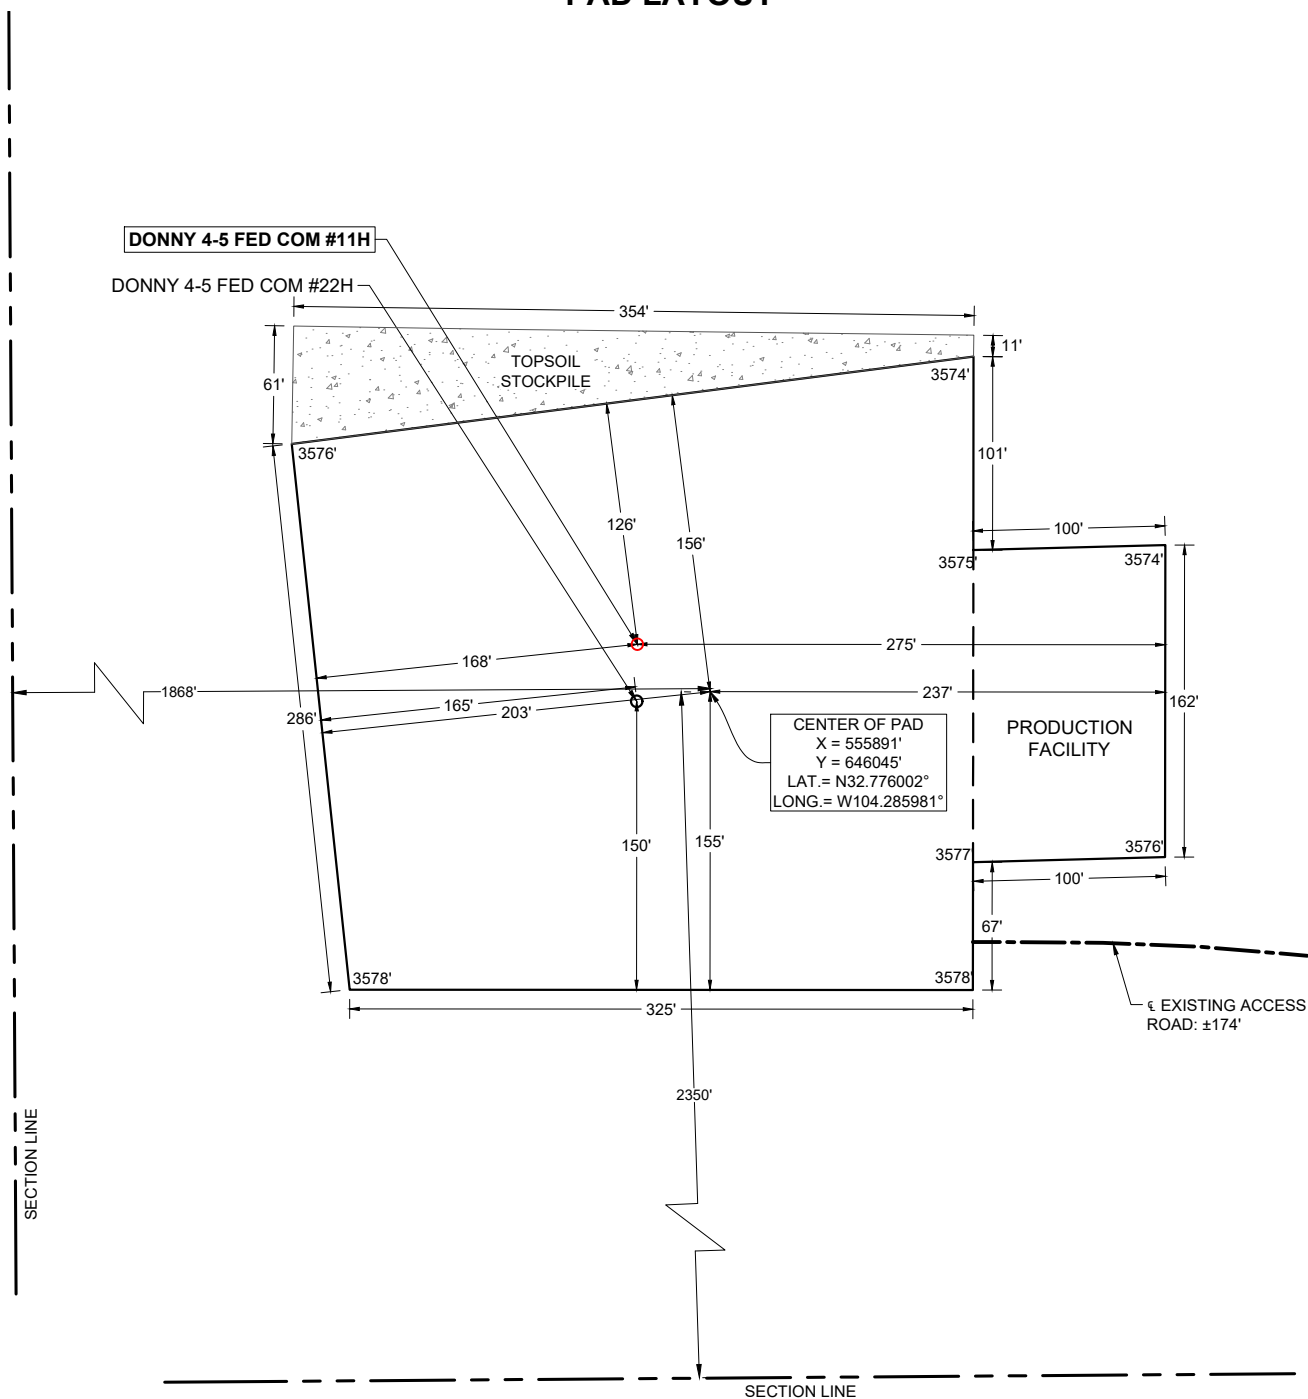 PAD LAYOUT
DONNY 4-5 FED COM #11H
DONNY 4-5 FED COM #22H
354'
11'
61'
TOPSOIL
STOCKPILE
3574'
3576'
101'
126'
156'
100'
3575'
3574'
275'
168'
1868'
165'
203'
286'
237'
162'
CENTER OF PAD
X = 555891'
Y = 646045'
LAT.= N32.776002°
LONG.= W104.285981°
PRODUCTION
FACILITY
150'
155'
3577'
3576'
100'
67'
3578'
3578'
325'
℄ EXISTING ACCESS
ROAD: ±174'
2350'
SECTION LINE
SECTION LINE